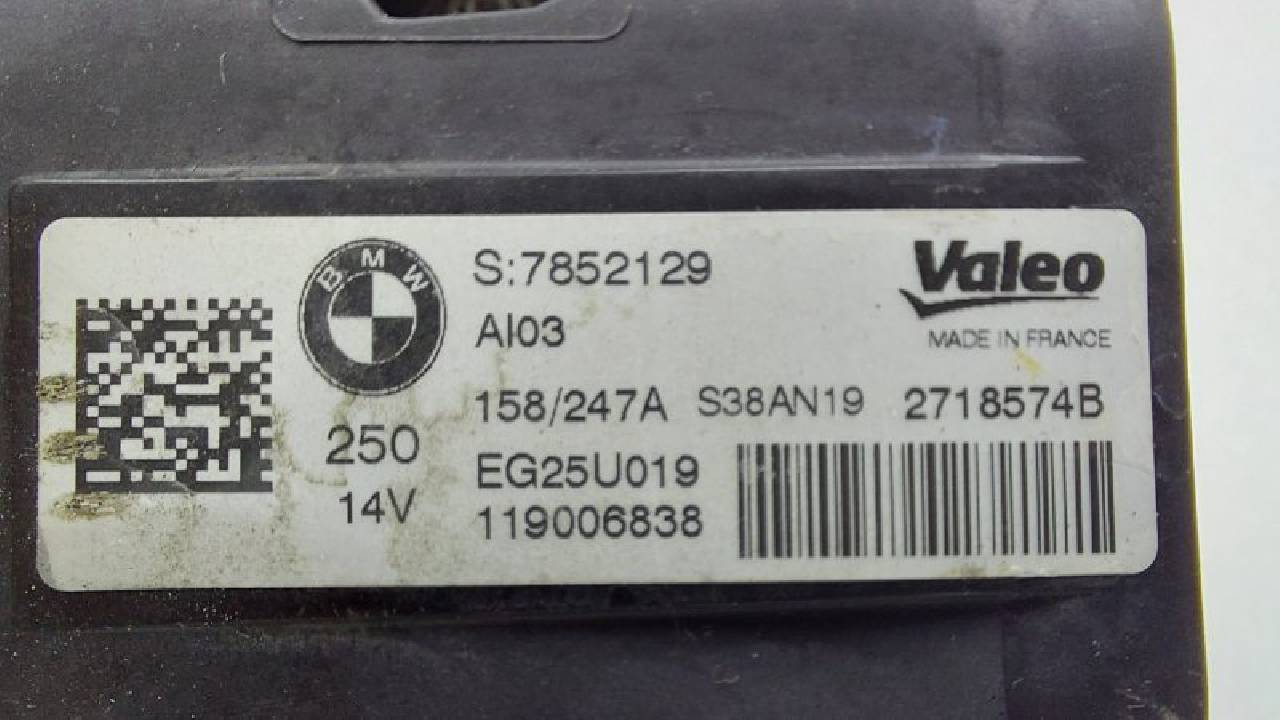 BMW
S:7852129
Valeo
AI03
MADE IN FRANCE
158/247A S38AN19 2718574B
250
EG25U019
14V
119006838